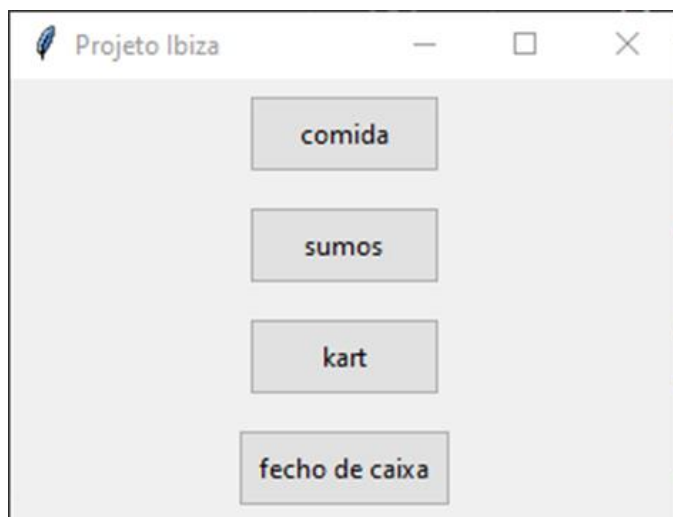 Projeto Ibiza
comida
sumos
kart
fecho de caixa